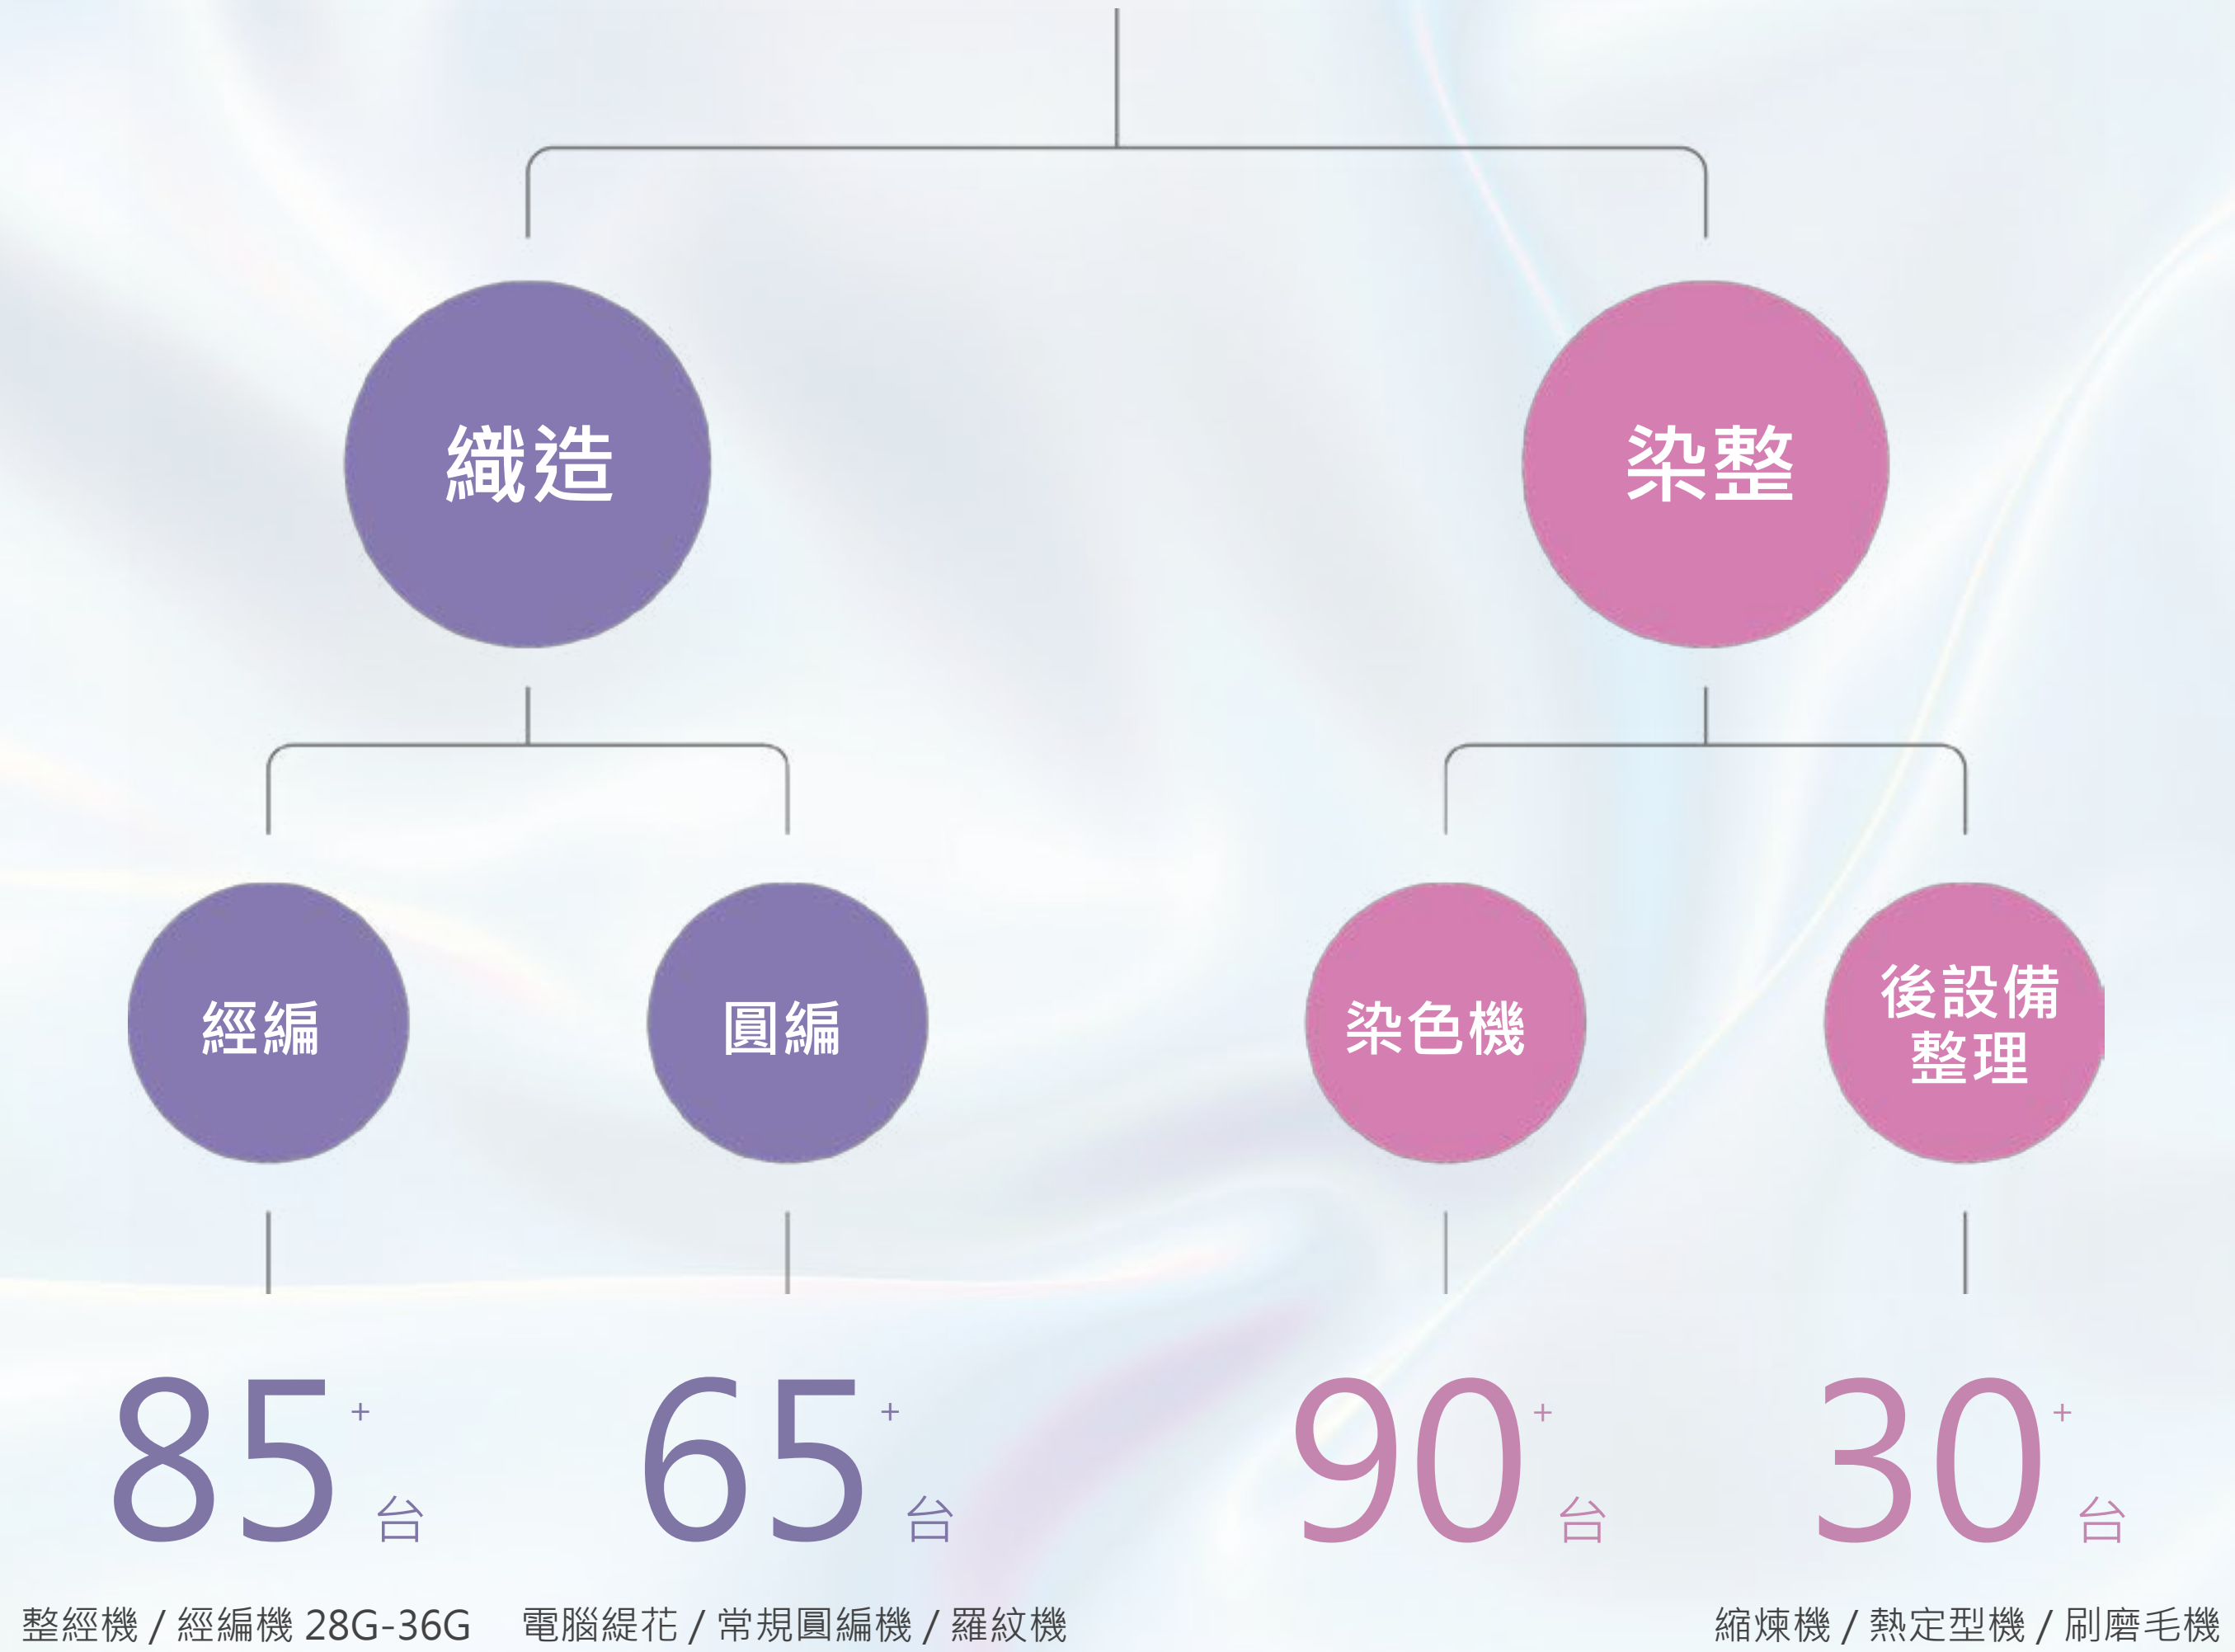 織造
染整
經編
圓編
染色機
後設備
整理
85+台
65+台
90+台
30+台
整經機 / 經編機 28G-36G
電腦緹花 / 常規圓編機 / 羅紋機
縮煉機 / 熱定型機 / 刷磨毛機